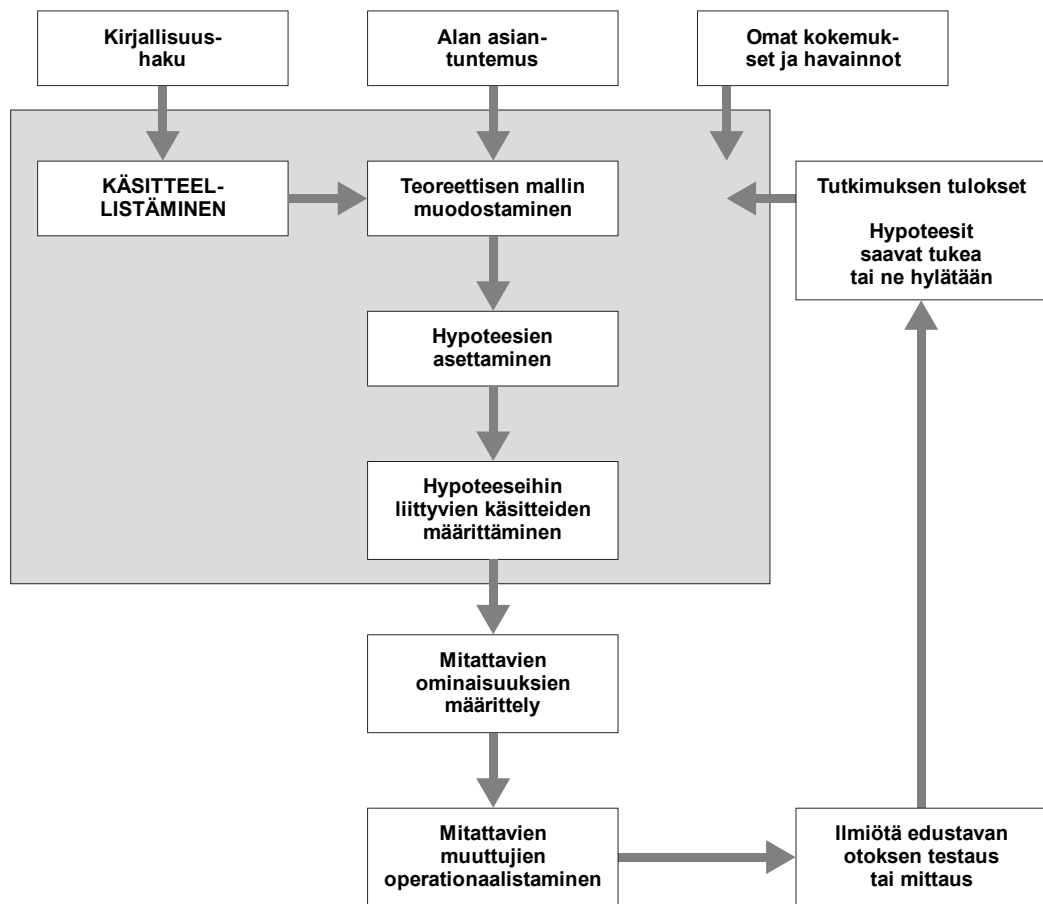 Kirjallisuus-
haku
Alan asian-
tuntemus
Omat kokemuk-
set ja havainnot
KÄSITTEEL-
LISTÄMINEN
Teoreettisen mallin
muodostaminen
Tutkimuksen tulokset
Hypoteesit
saavat tukea
tai ne hylätään
Hypoteesien
asettaminen
Hypoteeseihin
liittyvien käsitteiden
määrittäminen
Mitattavien
ominaisuuksien
määrittely
Mitattavien
muuttujien
operationaalistaminen
Ilmiötä edustavan
otoksen testaus
tai mittaus